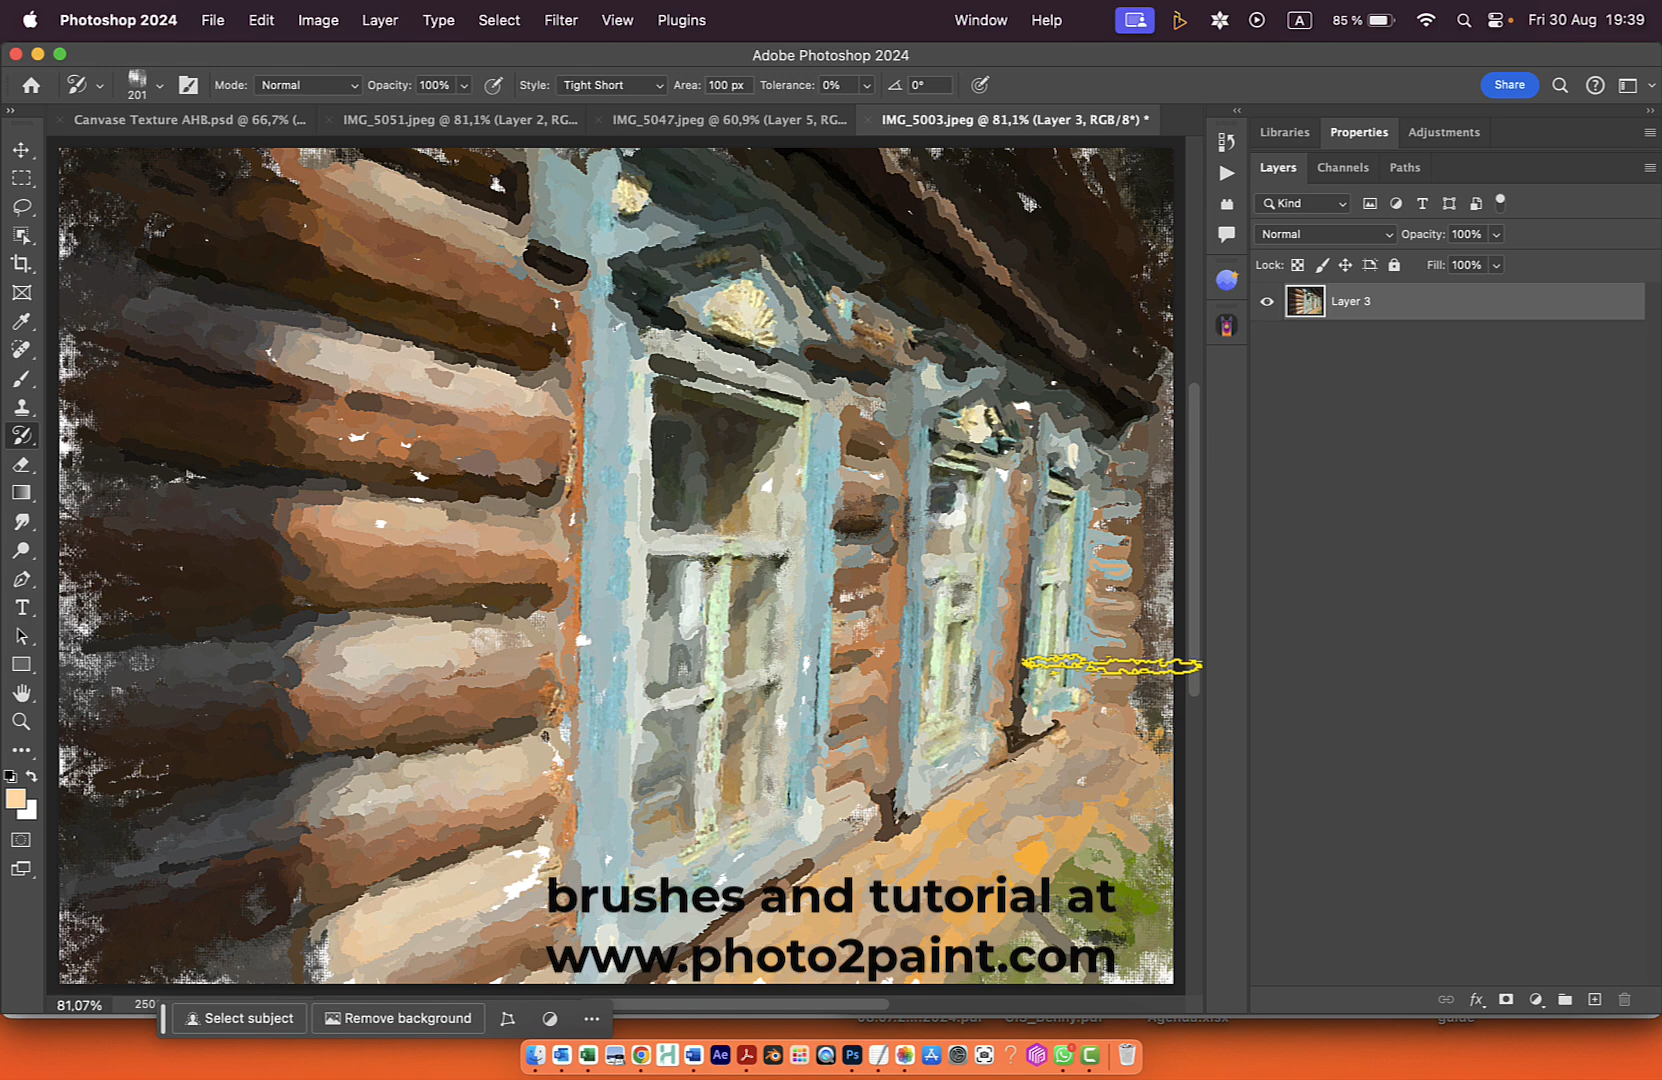 Photoshop 2024 File Edit Image Layer Type Select Filter View Plugins Window Help A 85 % Fri 30 Aug 19:39
Adobe Photoshop 2024
201 Mode: Normal Opacity: 100% Style: Tight Short Area: 100 px Tolerance: 0% 0° Share
Canvase Texture AHB.psd @ 66,7% (... IMG_5051.jpeg @ 81,1% (Layer 2, RG... IMG_5047.jpeg @ 60,9% (Layer 5, RG... IMG_5003.jpeg @ 81,1% (Layer 3, RGB/8*) *
Libraries Properties Adjustments
Layers Channels Paths
Kind
Normal Opacity: 100%
Lock: Fill: 100%
Layer 3
brushes and tutorial at
www.photo2paint.com
81,07% 250
Select subject Remove background
Ae Ps